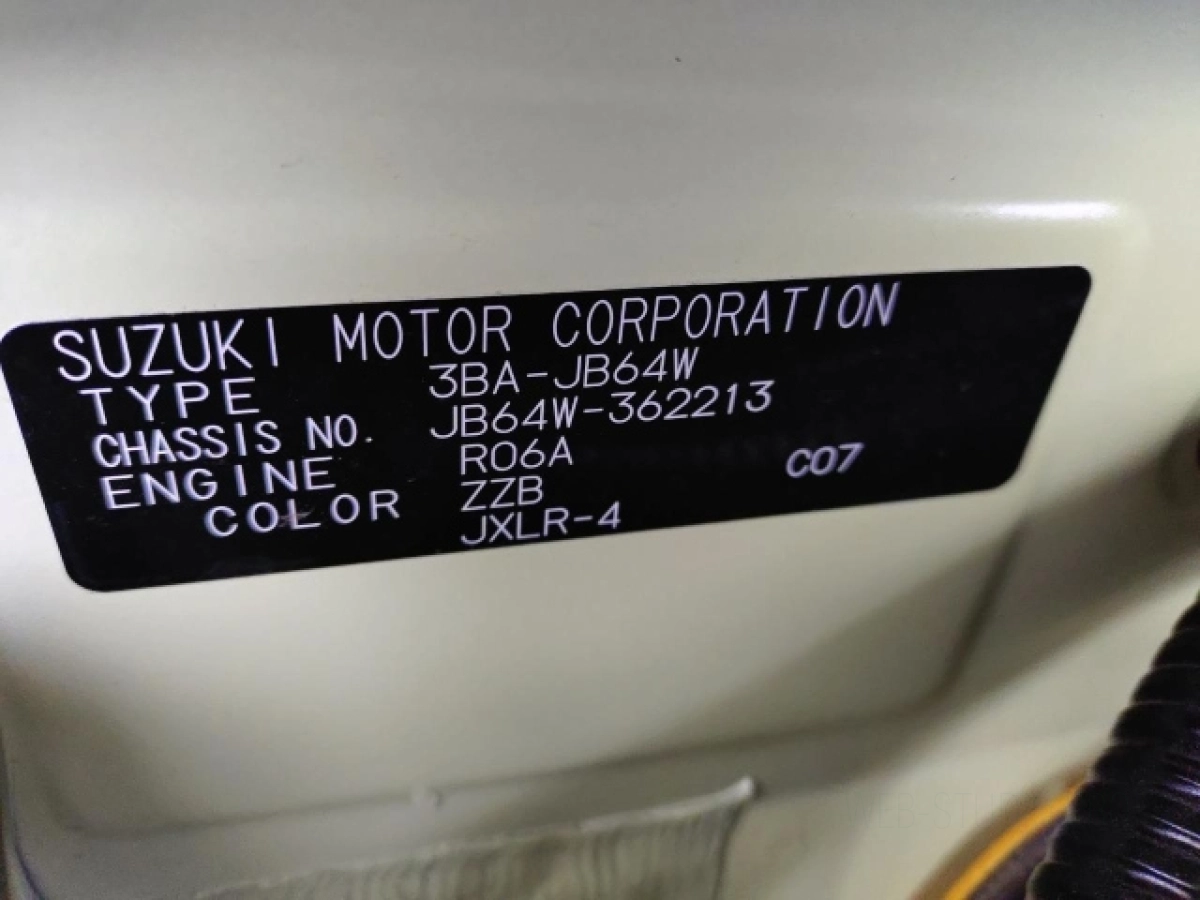 SUZUKI MOTOR CORPORATION
TYPE 3BA-JB64W
CHASSIS NO. JB64W-362213
ENGINE R06A
COLOR ZZB C07
JXLR-4